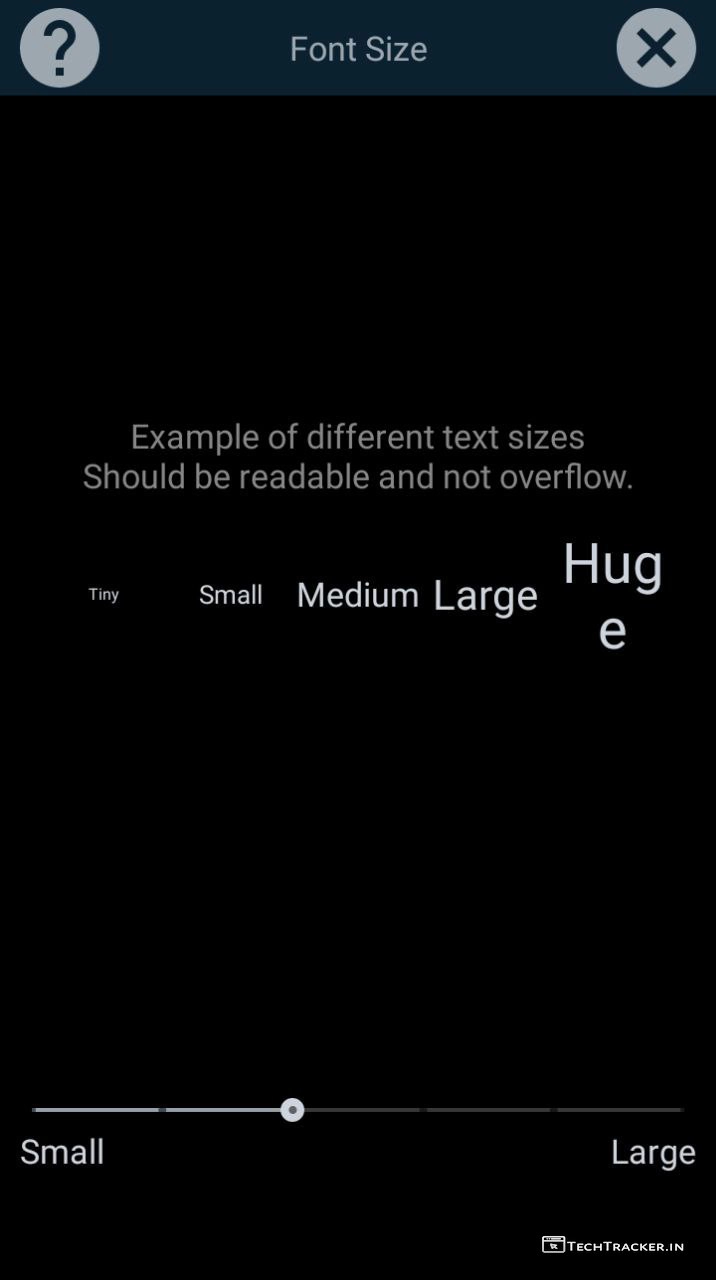 Font Size
Example of different text sizes
Should be readable and not overflow.
Tiny Small Medium Large Hug
e
Small Large
TECHTRACKER.IN